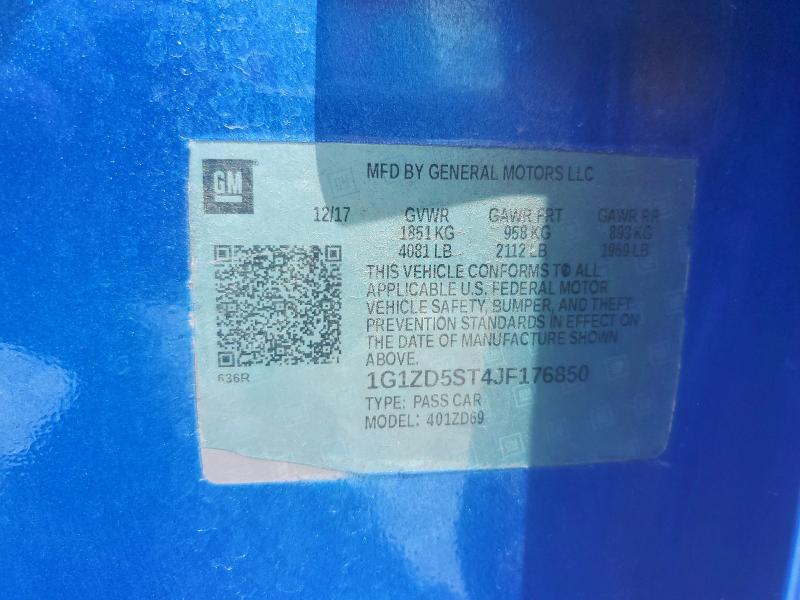 GM
MFD BY GENERAL MOTORS LLC
12/17 GVWR GAWR FRT GAWR RR
1851 KG 958 KG 893 KG
4081 LB 2112 LB 1969 LB
THIS VEHICLE CONFORMS TO ALL
APPLICABLE U.S. FEDERAL MOTOR
VEHICLE SAFETY, BUMPER, AND THEFT
PREVENTION STANDARDS IN EFFECT ON
THE DATE OF MANUFACTURE SHOWN
ABOVE.
636R
1G1ZD5ST4JF176850
TYPE: PASS CAR
MODEL: 401ZD69